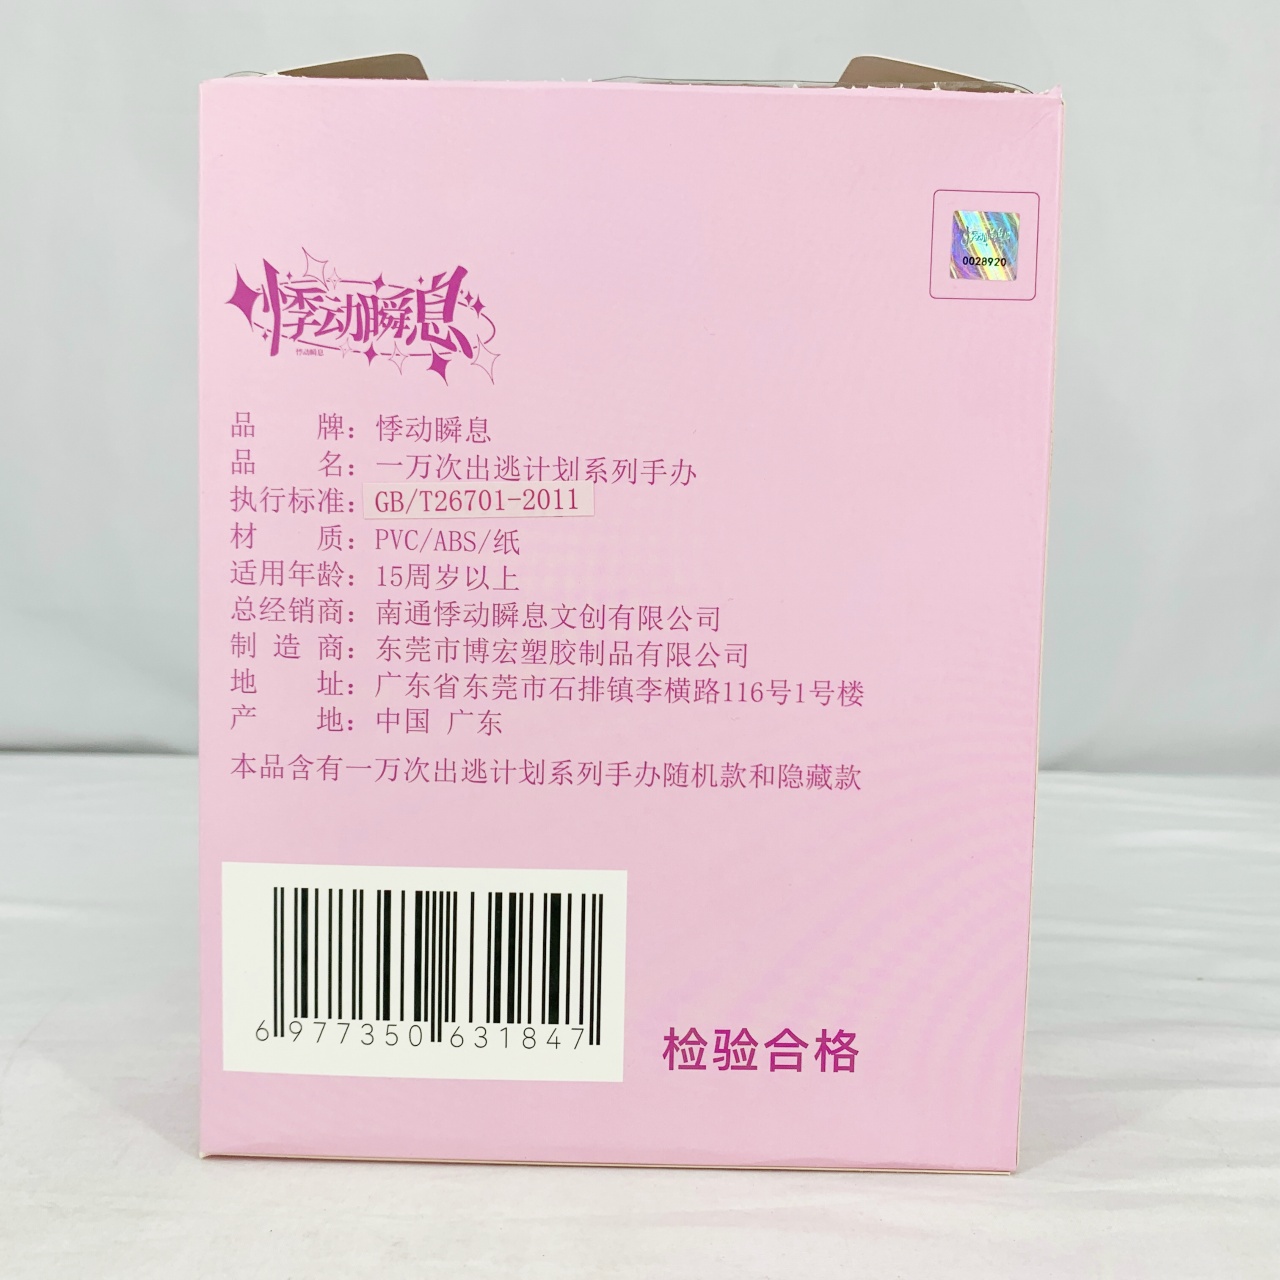 悸动瞬息
0028920
悸动瞬息
悸动瞬息
品 牌：悸动瞬息
品 名：一万次出逃计划系列手办
执行标准：GB/T26701-2011
材 质：PVC/ABS/纸
适用年龄：15周岁以上
总经销商：南通悸动瞬息文创有限公司
制 造 商：东莞市博宏塑胶制品有限公司
地 址：广东省东莞市石排镇李横路116号1号楼
产 地：中国 广东
本品含有一万次出逃计划系列手办随机款和隐藏款
6 977350 631847
检验合格